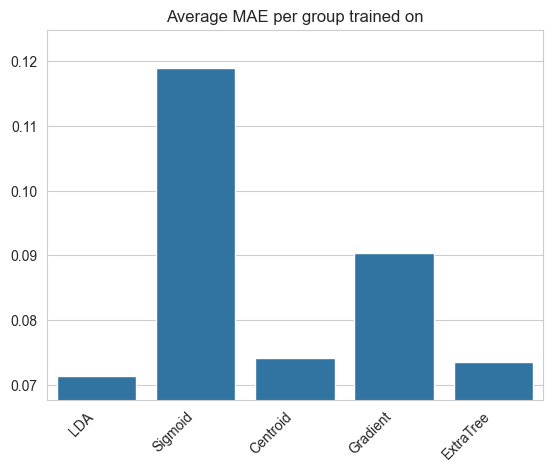 Average MAE per group trained on
0.12
0.11
0.10
0.09
0.08
0.07
LDA
Sigmoid
Centroid
Gradient
ExtraTree